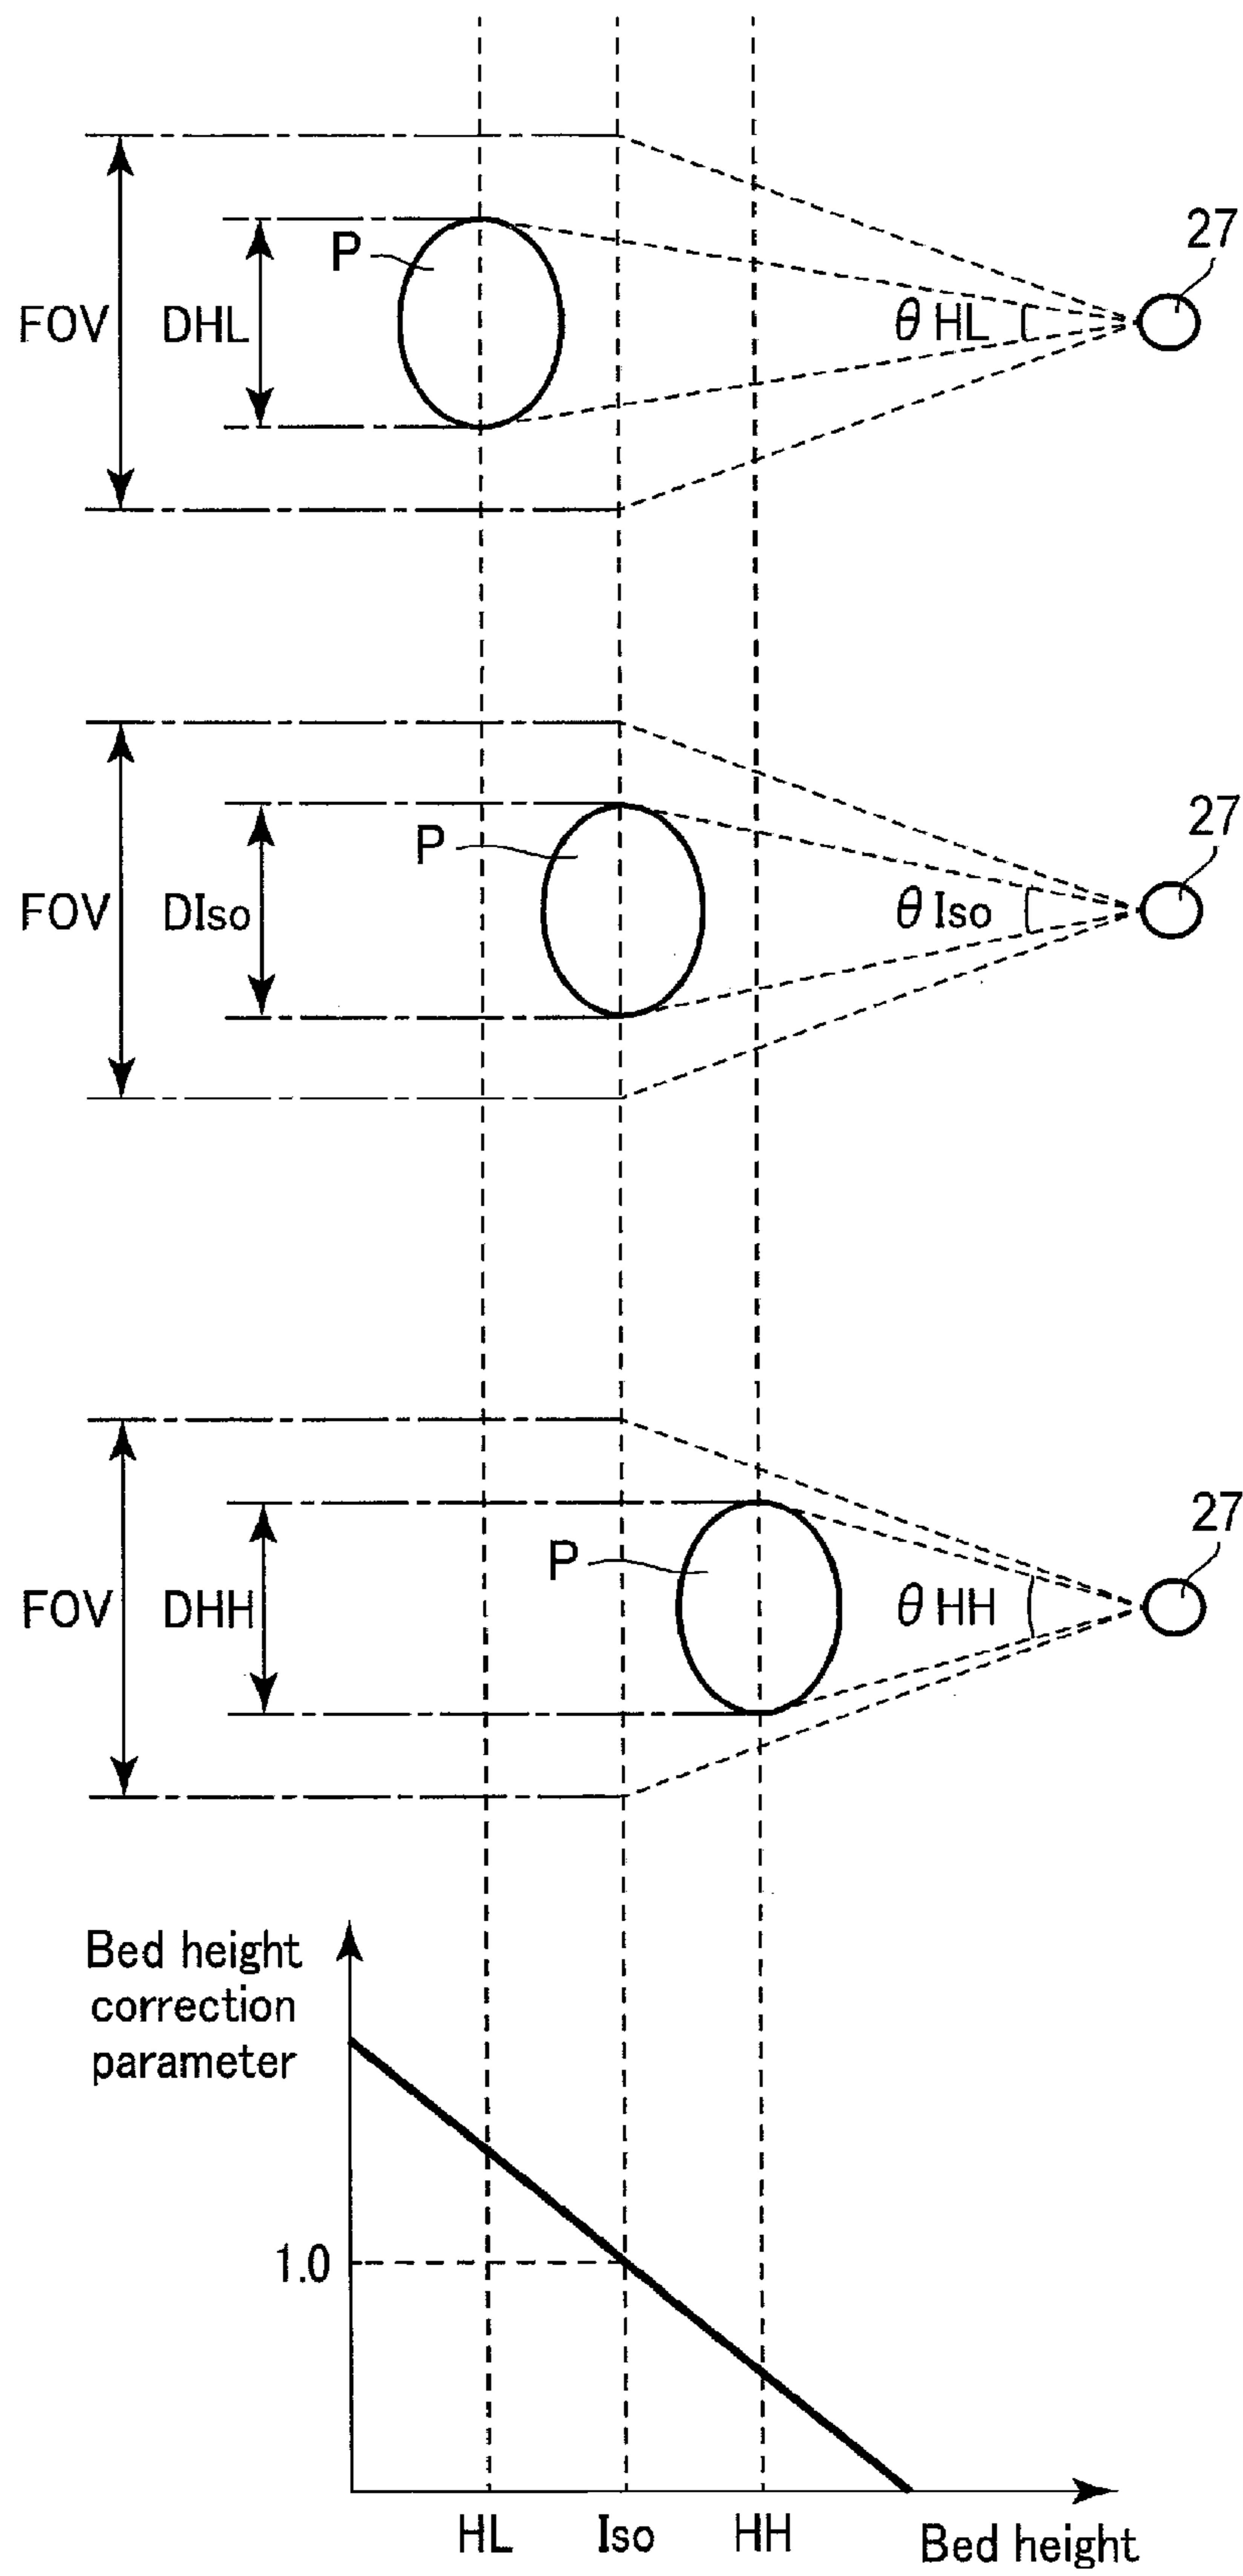 27
P
FOV
DHL
θ HL
27
P
FOV
DIso
θ Iso
27
P
FOV
DHH
θ HH
Bed height
correction
parameter
1.0
HL
Iso
HH
Bed height